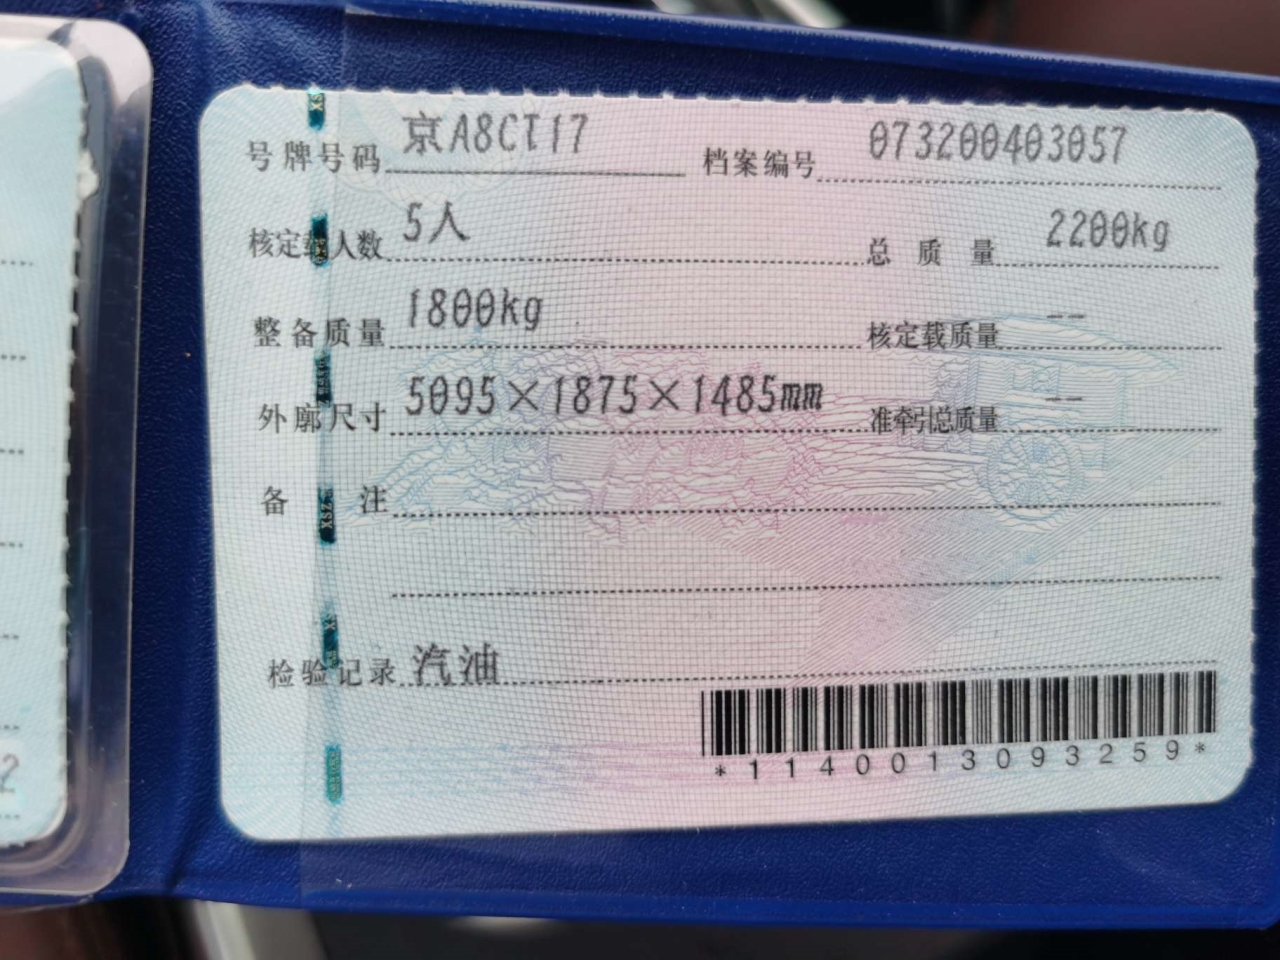 号牌号码 京A8CT17 档案编号 073200403057
核定载人数 5人 总质量 2200kg
整备质量 1800kg 核定载质量 --
外廓尺寸 5095×1875×1485mm 准牵引总质量 --
备注
检验记录 汽油
*1140013093259*
XSZ
2